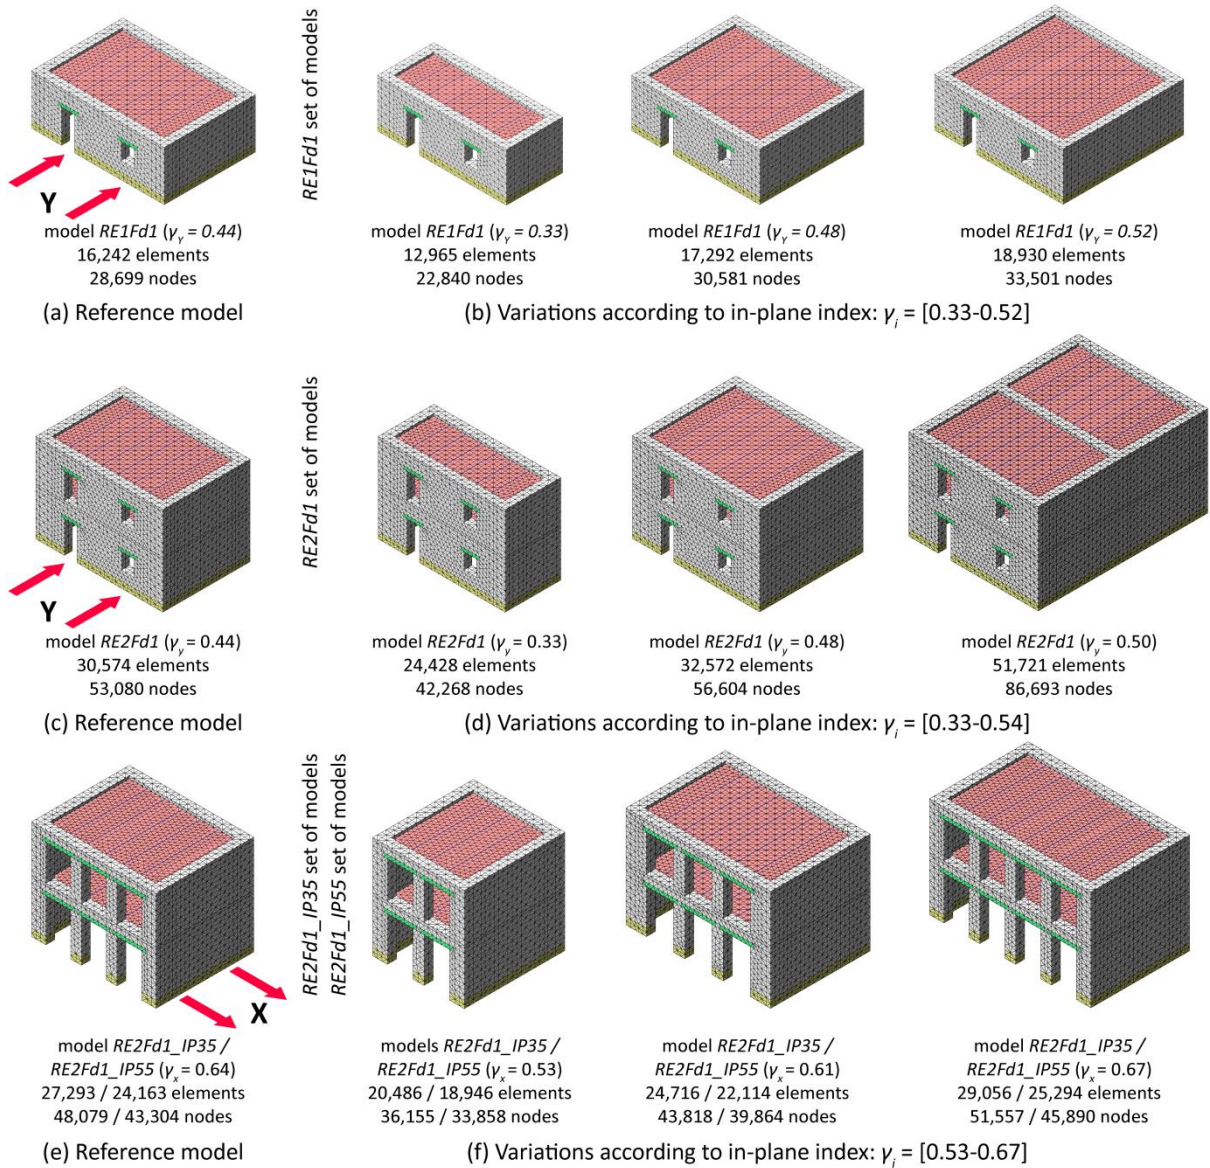 RE1Fd1 set of models
Y
model RE1Fd1 (γY = 0.44)
16,242 elements
28,699 nodes
model RE1Fd1 (γY = 0.33)
12,965 elements
22,840 nodes
model RE1Fd1 (γY = 0.48)
17,292 elements
30,581 nodes
model RE1Fd1 (γY = 0.52)
18,930 elements
33,501 nodes
(a) Reference model
(b) Variations according to in-plane index: γi = [0.33-0.52]
RE2Fd1 set of models
Y
model RE2Fd1 (γy = 0.44)
30,574 elements
53,080 nodes
model RE2Fd1 (γy = 0.33)
24,428 elements
42,268 nodes
model RE2Fd1 (γy = 0.48)
32,572 elements
56,604 nodes
model RE2Fd1 (γy = 0.50)
51,721 elements
86,693 nodes
(c) Reference model
(d) Variations according to in-plane index: γi = [0.33-0.54]
RE2Fd1_IP35 set of models
RE2Fd1_IP55 set of models
X
model RE2Fd1_IP35 /
RE2Fd1_IP55 (γx = 0.64)
27,293 / 24,163 elements
48,079 / 43,304 nodes
models RE2Fd1_IP35 /
RE2Fd1_IP55 (γx = 0.53)
20,486 / 18,946 elements
36,155 / 33,858 nodes
model RE2Fd1_IP35 /
RE2Fd1_IP55 (γx = 0.61)
24,716 / 22,114 elements
43,818 / 39,864 nodes
model RE2Fd1_IP35 /
RE2Fd1_IP55 (γx = 0.67)
29,056 / 25,294 elements
51,557 / 45,890 nodes
(e) Reference model
(f) Variations according to in-plane index: γi = [0.53-0.67]